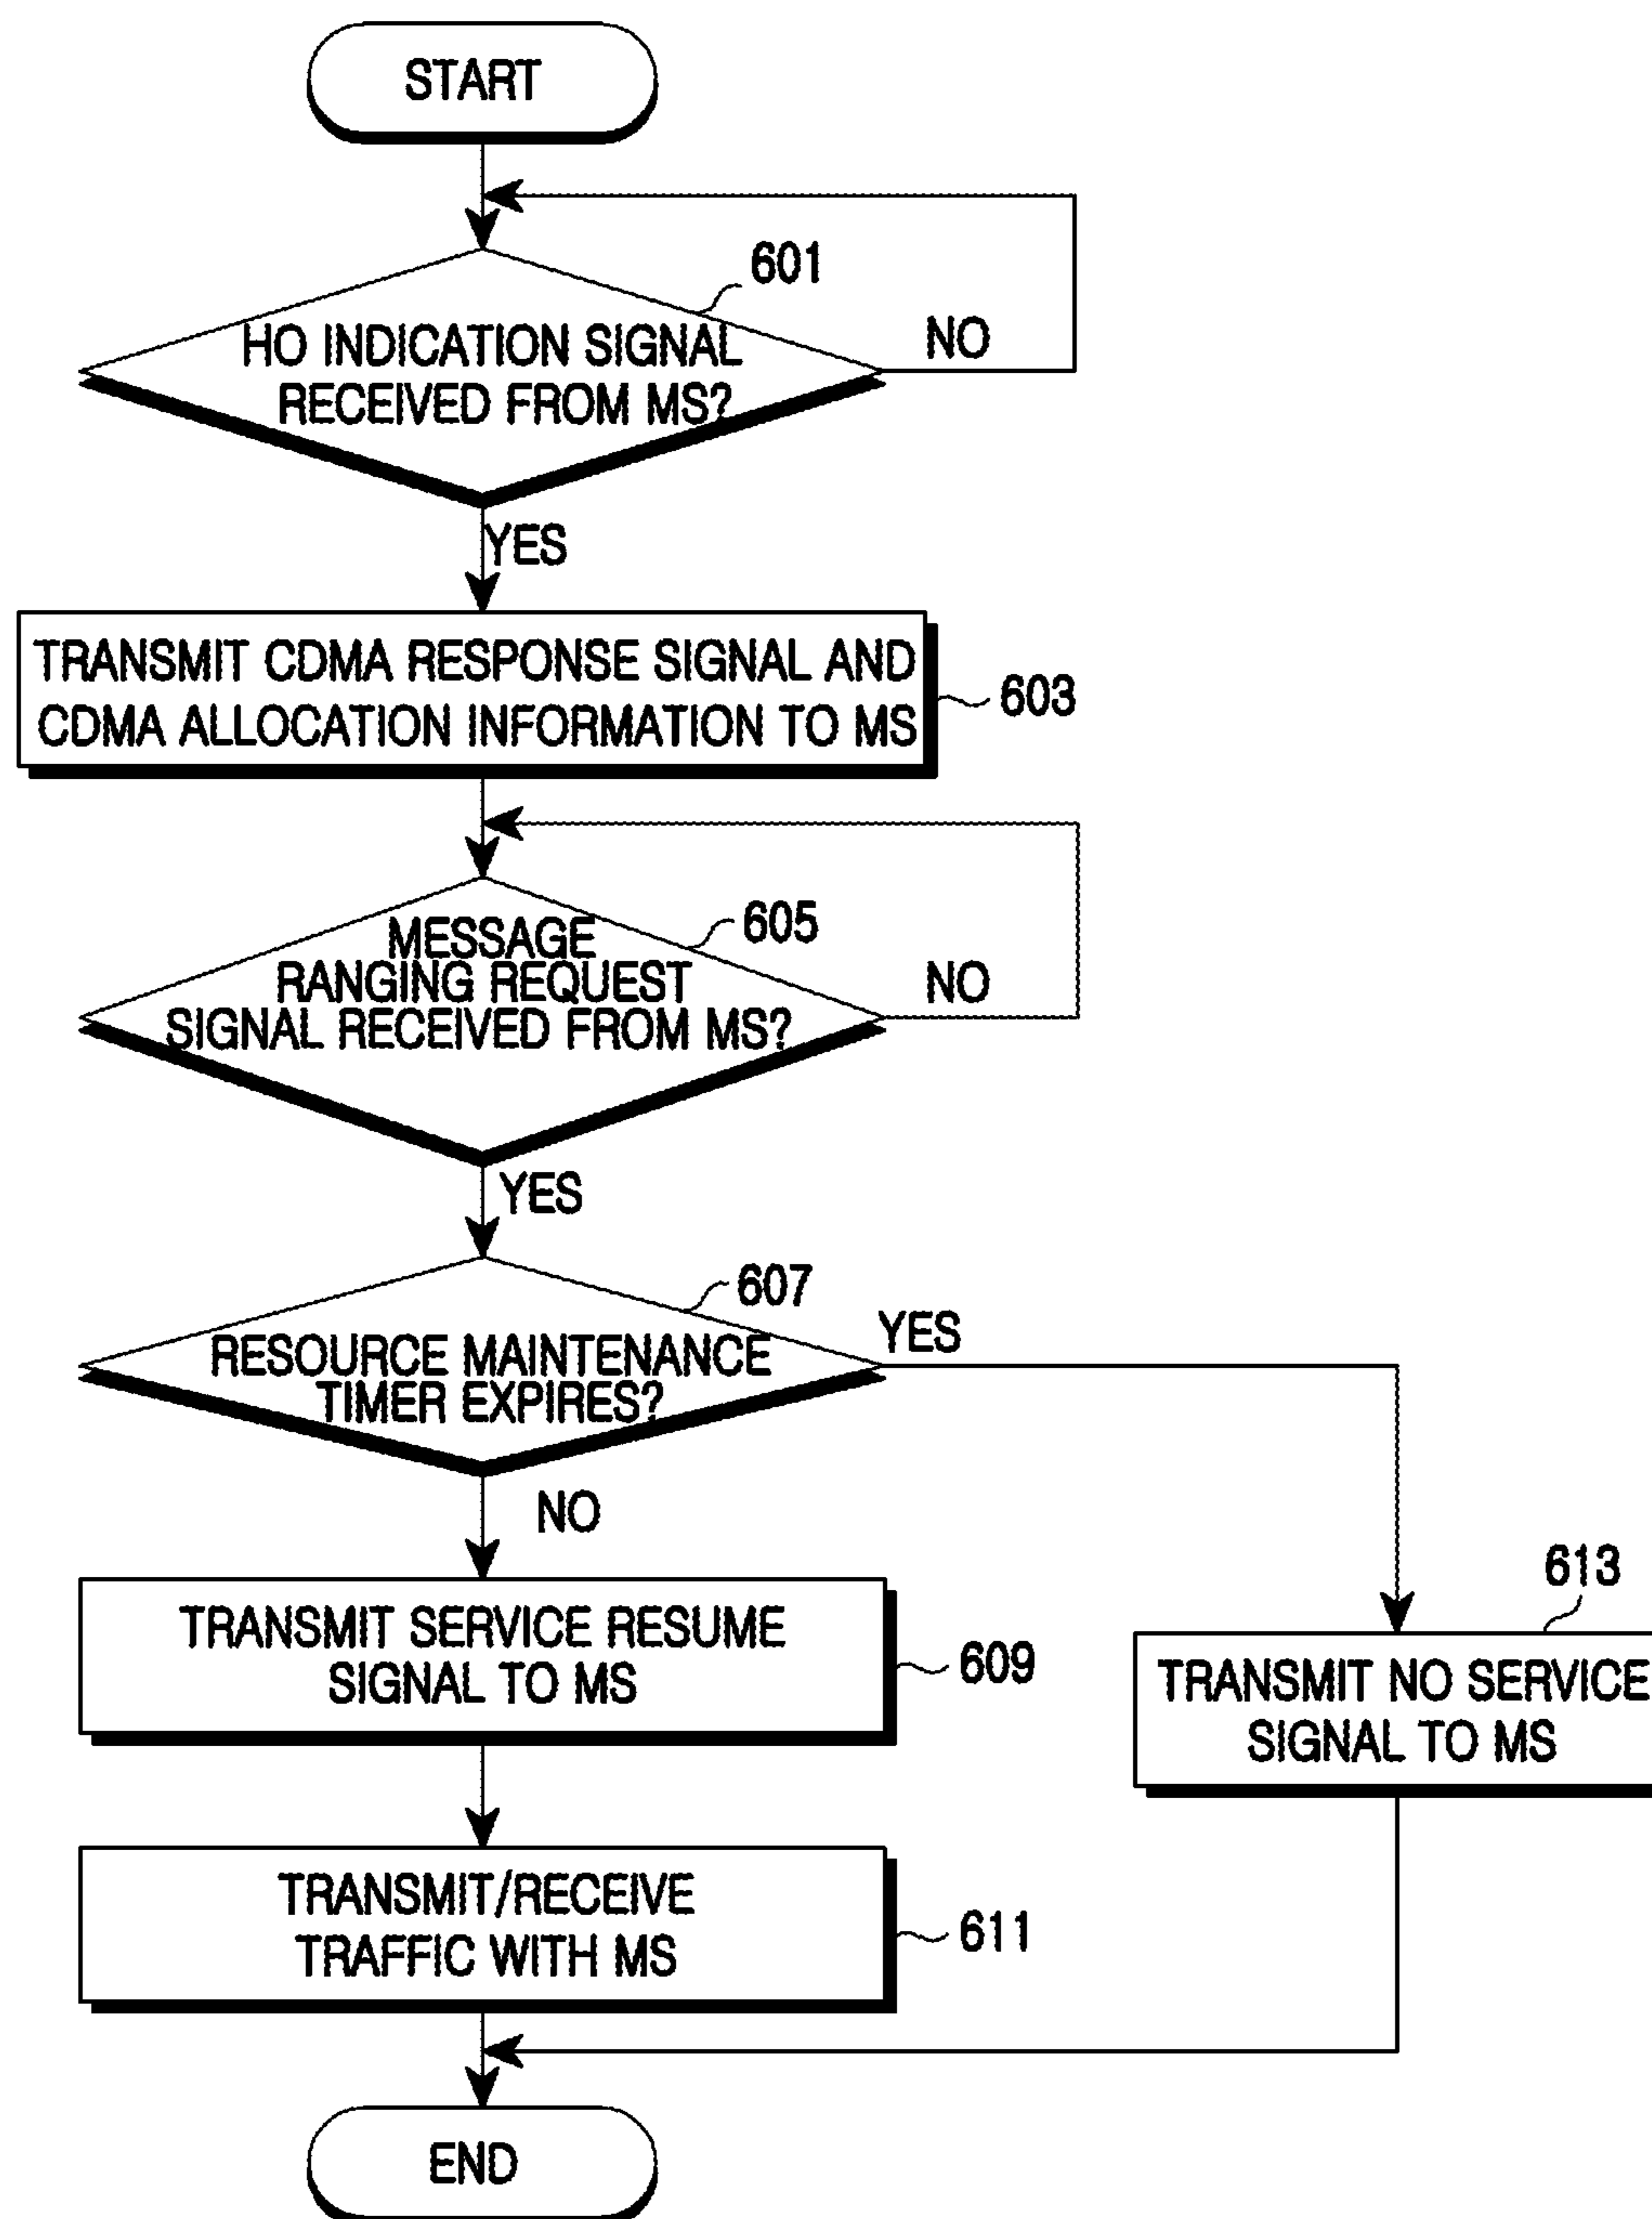 START
601
HO INDICATION SIGNAL
RECEIVED FROM MS?
NO
YES
TRANSMIT CDMA RESPONSE SIGNAL AND
CDMA ALLOCATION INFORMATION TO MS
603
MESSAGE
RANGING REQUEST
SIGNAL RECEIVED FROM MS?
605
NO
YES
607
RESOURCE MAINTENANCE
TIMER EXPIRES?
YES
NO
TRANSMIT SERVICE RESUME
SIGNAL TO MS
609
613
TRANSMIT NO SERVICE
SIGNAL TO MS
TRANSMIT/RECEIVE
TRAFFIC WITH MS
611
END